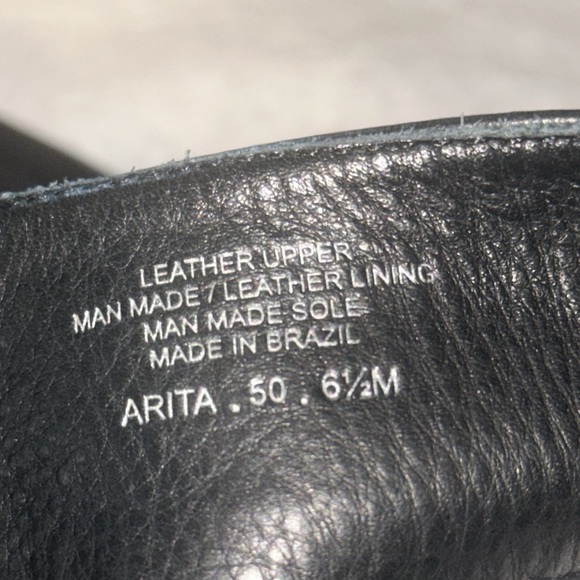 LEATHER UPPER
MAN MADE / LEATHER LINING
MAN MADE SOLE
MADE IN BRAZIL
ARITA . 50 . 6½M